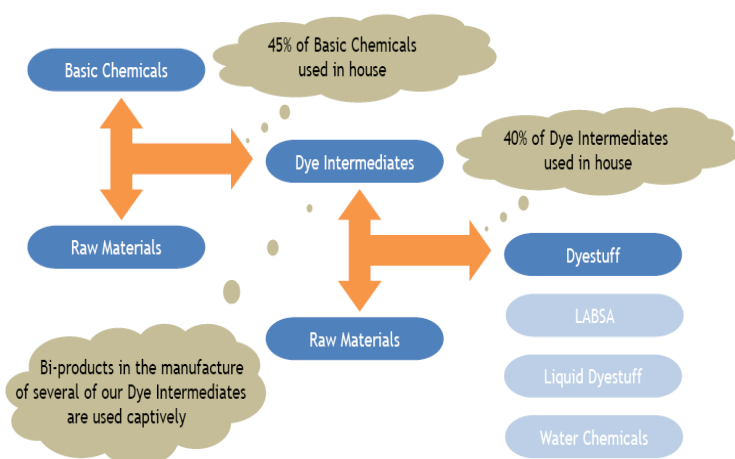 45% of Basic Chemicals
used in house
Basic Chemicals
40% of Dye Intermediates
used in house
Dye Intermediates
Raw Materials
Dyestuff
LABSA
Raw Materials
Bi-products in the manufacture
of several of our Dye Intermediates
are used captively
Liquid Dyestuff
Water Chemicals